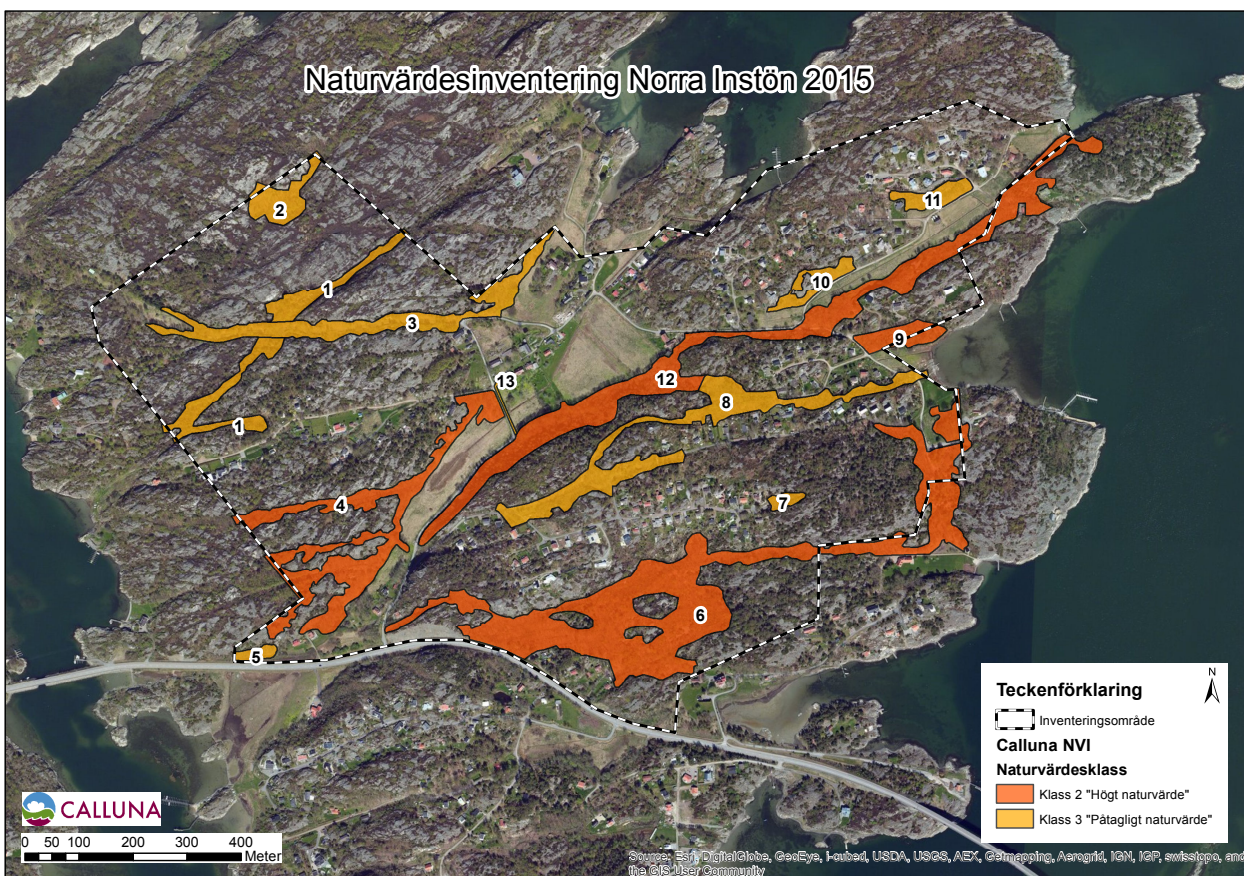 Naturvärdesinventering Norra Instön 2015
2
11
1
10
3
9
12
13
8
1
4
7
6
5
N
Teckenförklaring
Inventeringsområde
Calluna NVI
Naturvärdesklass
Klass 2 "Högt naturvärde"
Klass 3 "Påtagligt naturvärde"
CALLUNA
0 50 100 200 300 400
Meter
Source: Esri, DigitalGlobe, GeoEye, i-cubed, USDA, USGS, AEX, Getmapping, Aerogrid, IGN, IGP, swisstopo, and
the GIS User Community